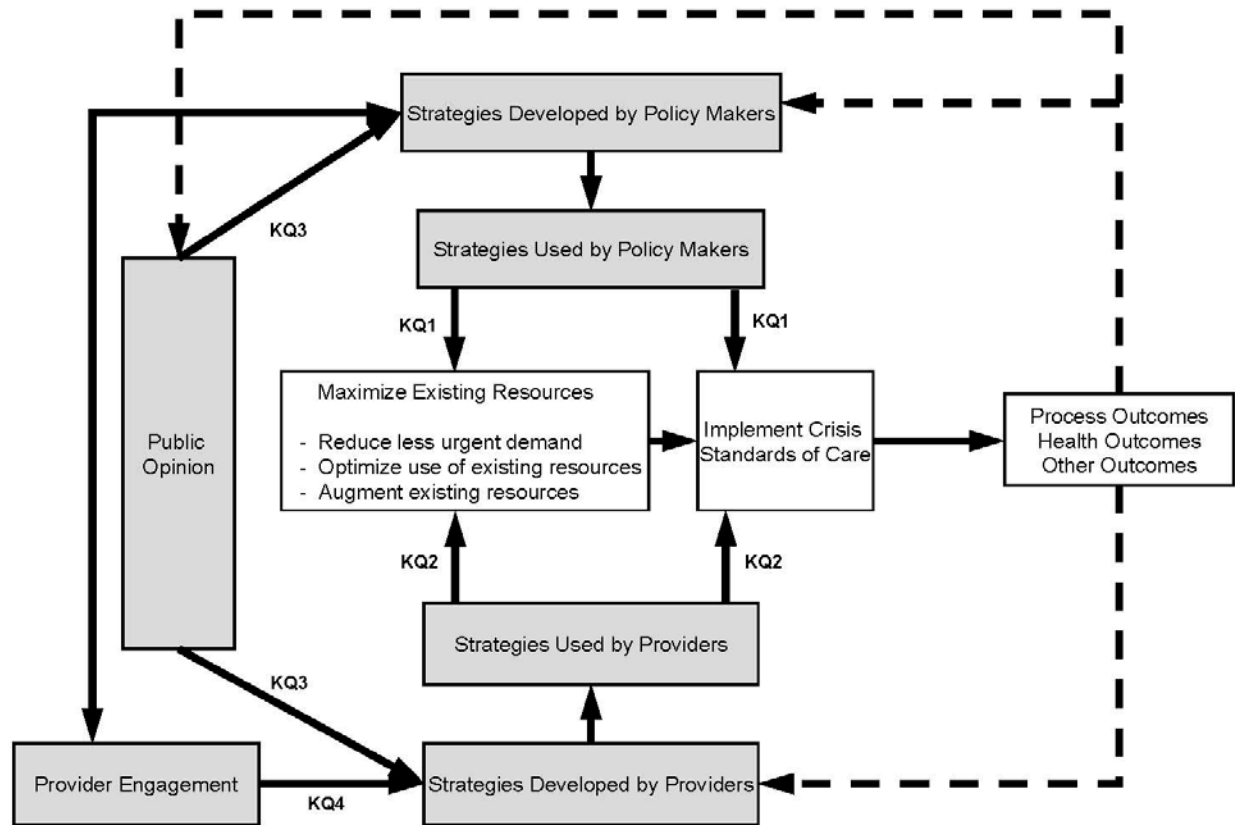 Strategies Developed by Policy Makers
KQ3
Strategies Used by Policy Makers
KQ1
KQ1
Public
Opinion
Maximize Existing Resources
- Reduce less urgent demand
- Optimize use of existing resources
- Augment existing resources
Implement Crisis
Standards of Care
Process Outcomes
Health Outcomes
Other Outcomes
KQ2
KQ2
Strategies Used by Providers
KQ3
Provider Engagement
KQ4
Strategies Developed by Providers